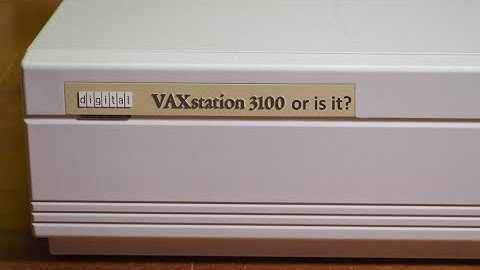 digital VAXstation 3100 or is it?